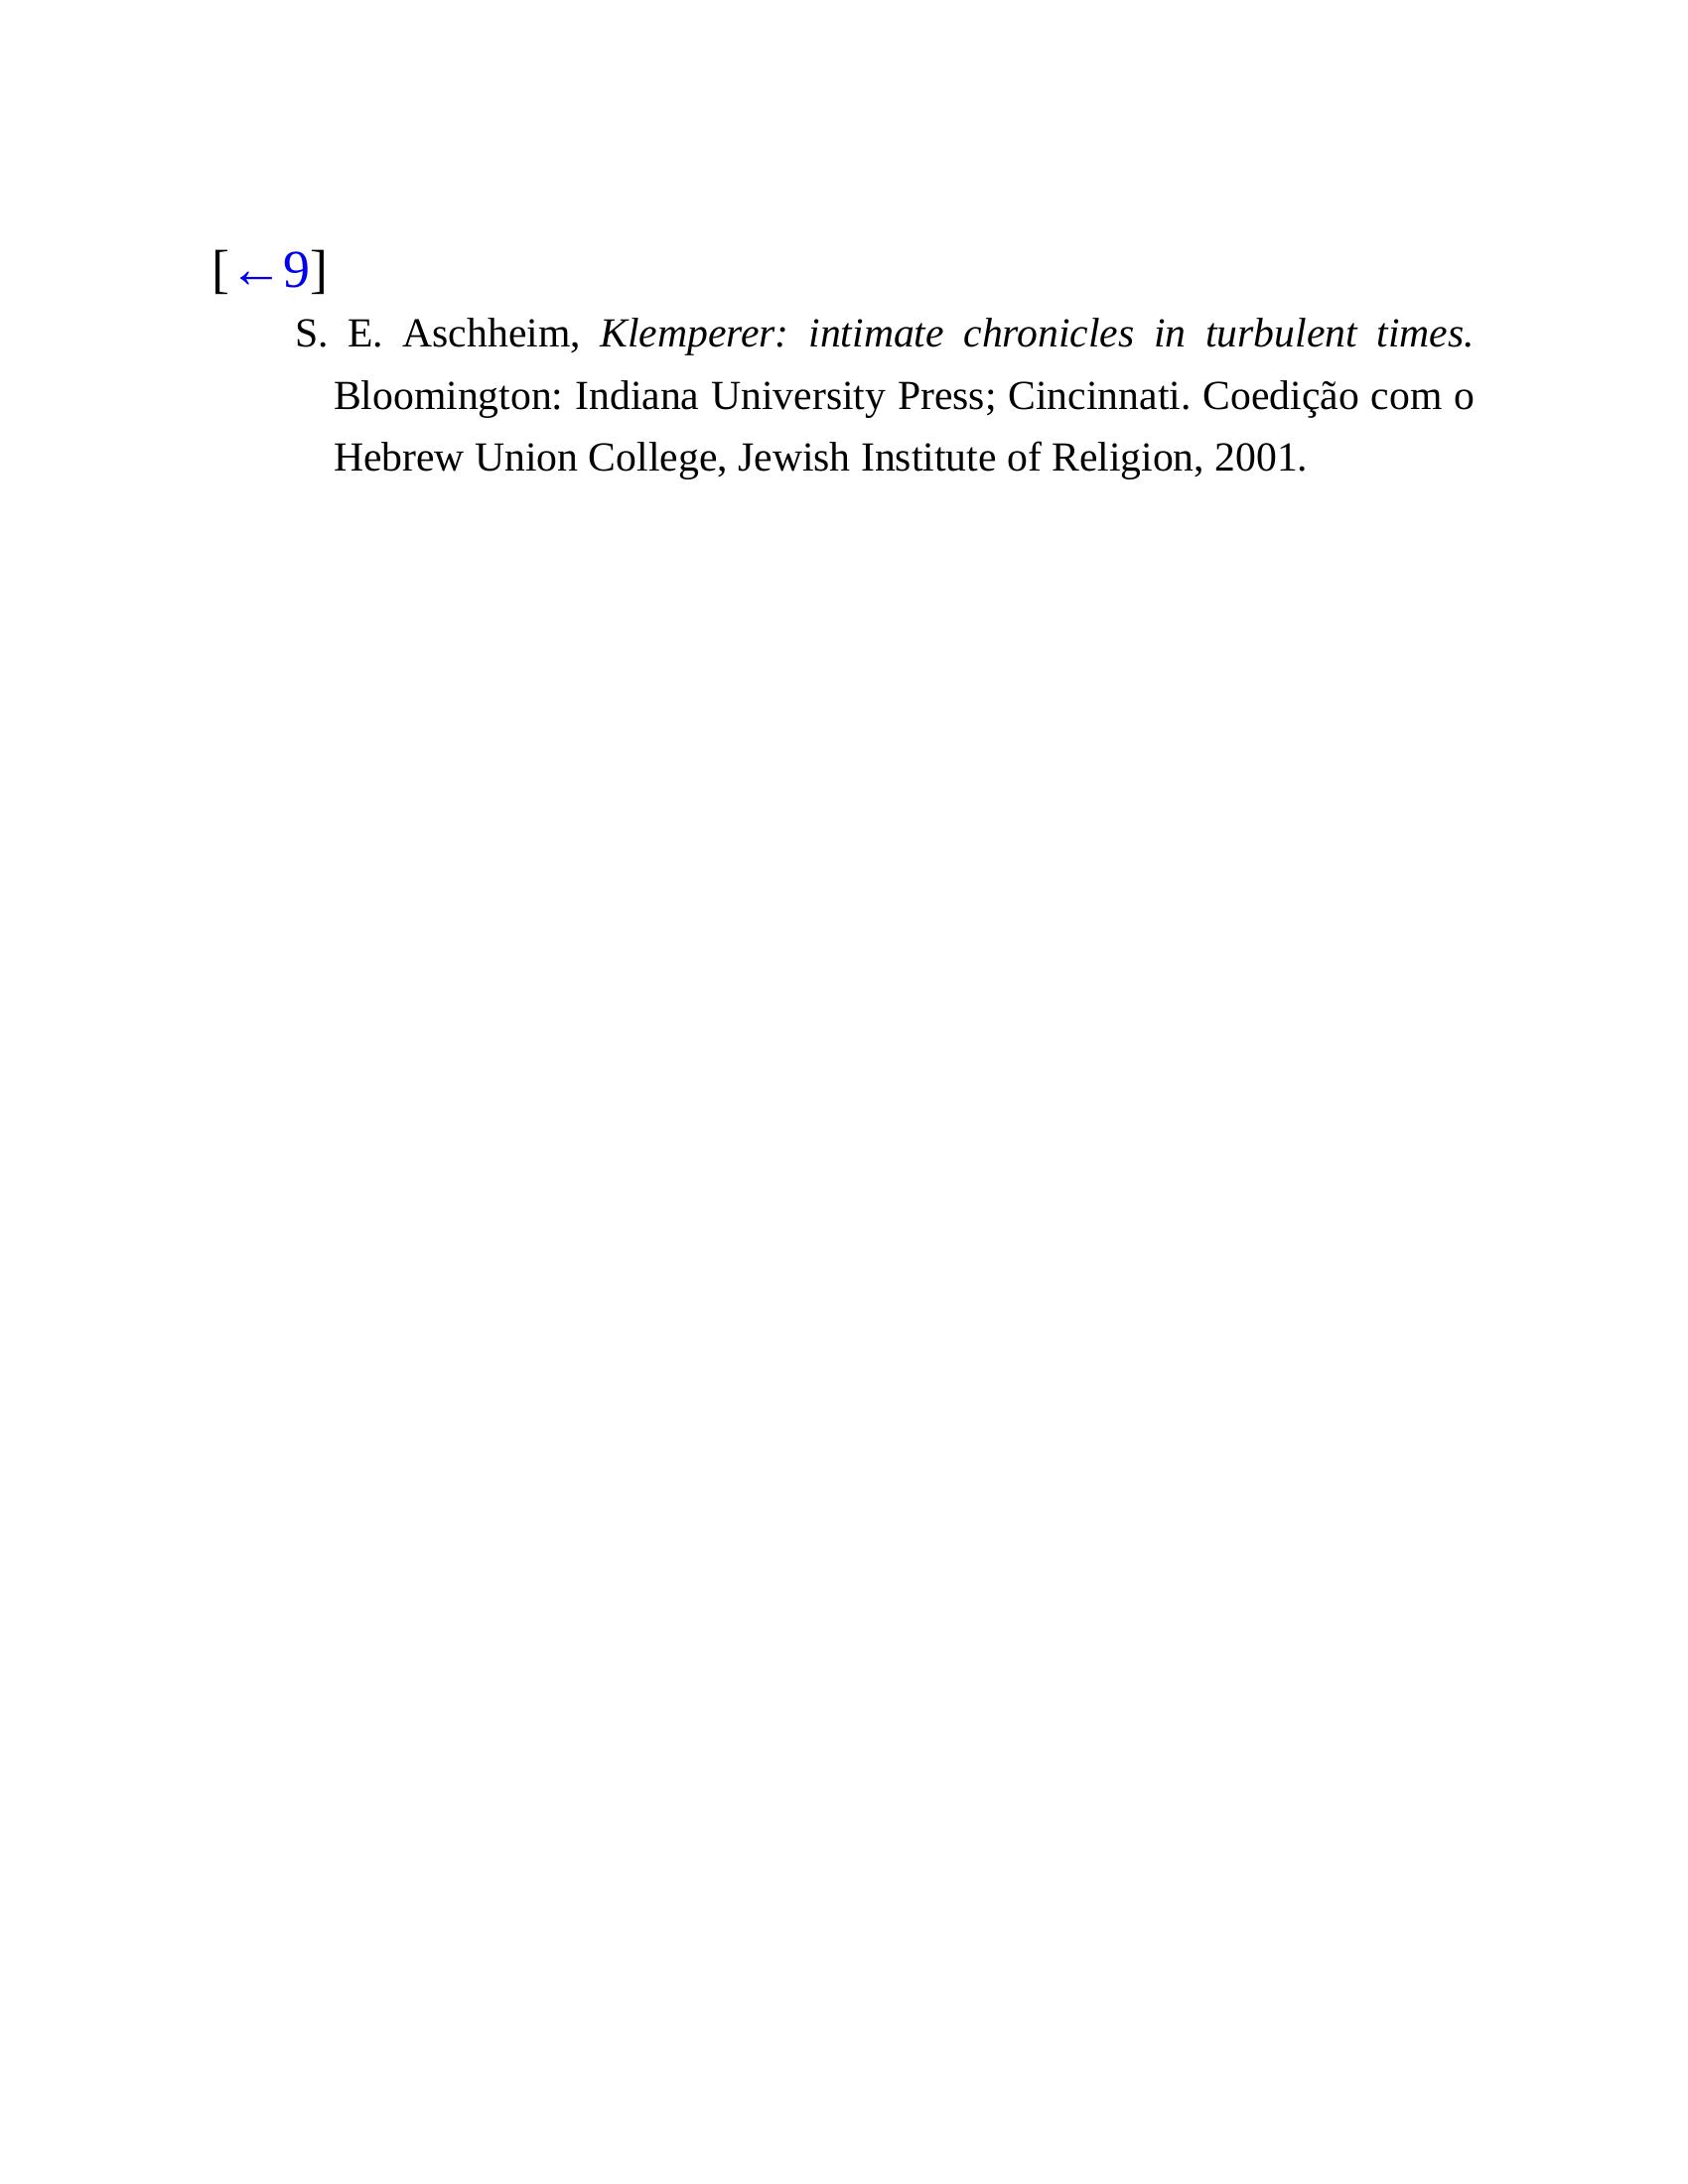 [←9]
S. E. Aschheim, Klemperer: intimate chronicles in turbulent times.
Bloomington: Indiana University Press; Cincinnati. Coedição com o
Hebrew Union College, Jewish Institute of Religion, 2001.